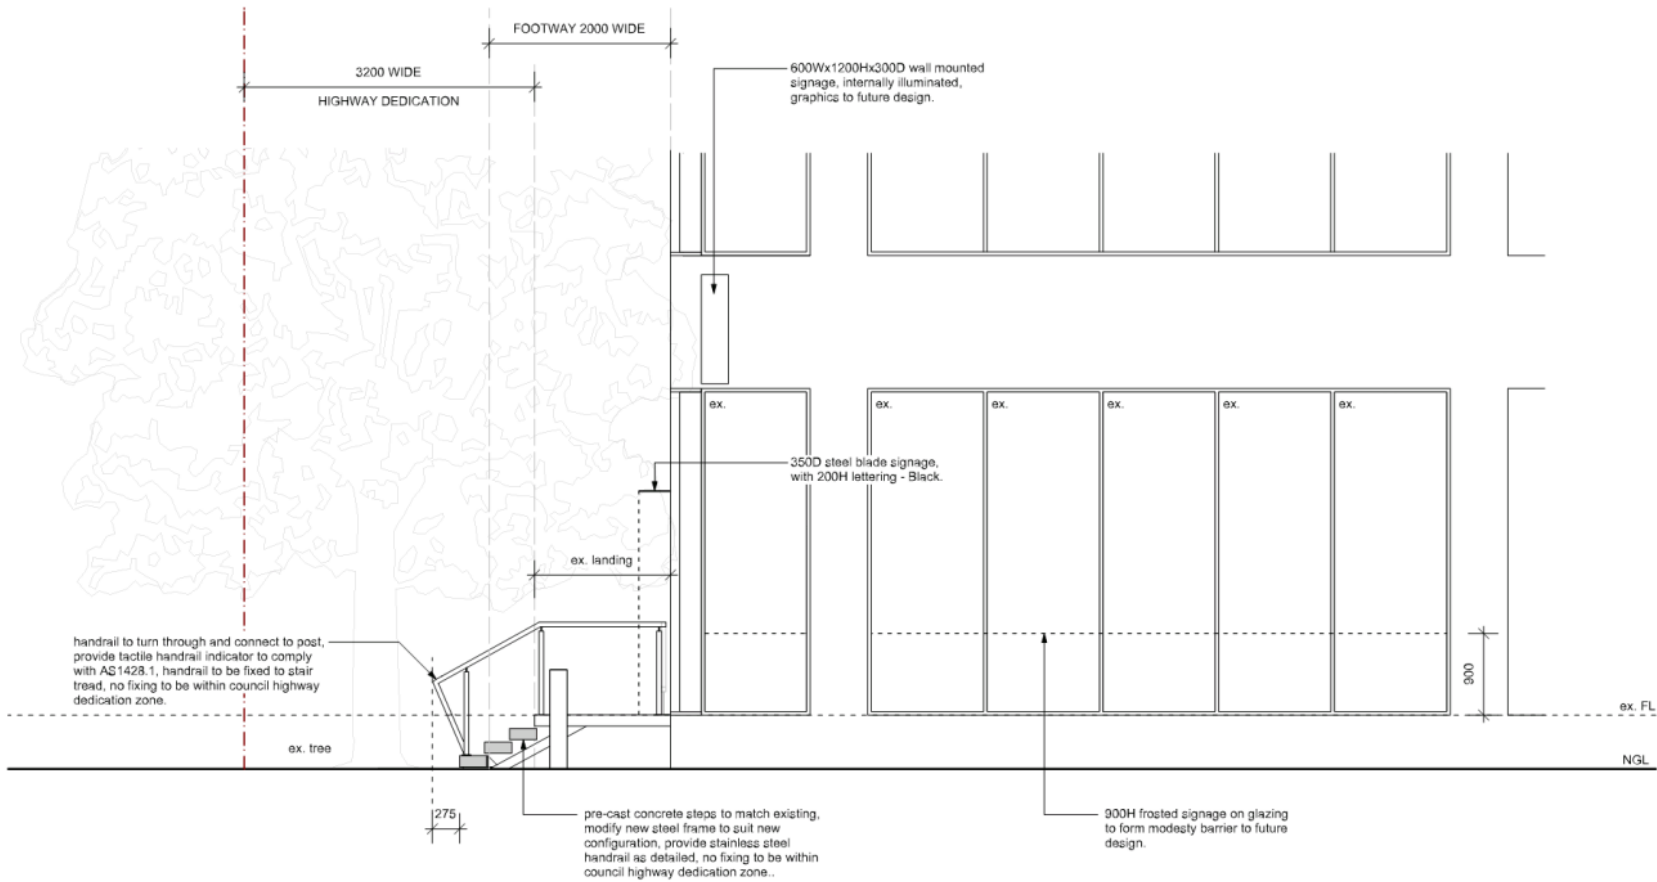 FOOTWAY 2000 WIDE
3200 WIDE
HIGHWAY DEDICATION
600Wx1200Hx300D wall mounted
signage, internally illuminated,
graphics to future design.
ex.
ex.
ex.
ex.
ex.
ex.
350D steel blade signage,
with 200H lettering - Black.
ex. landing
handrail to turn through and connect to post,
provide tactile handrail indicator to comply
with AS1428.1, handrail to be fixed to stair
tread, no fixing to be within council highway
dedication zone.
900
ex. FL
ex. tree
NGL
275
pre-cast concrete steps to match existing,
modify new steel frame to suit new
configuration, provide stainless steel
handrail as detailed, no fixing to be within
council highway dedication zone..
900H frosted signage on glazing
to form modesty barrier to future
design.